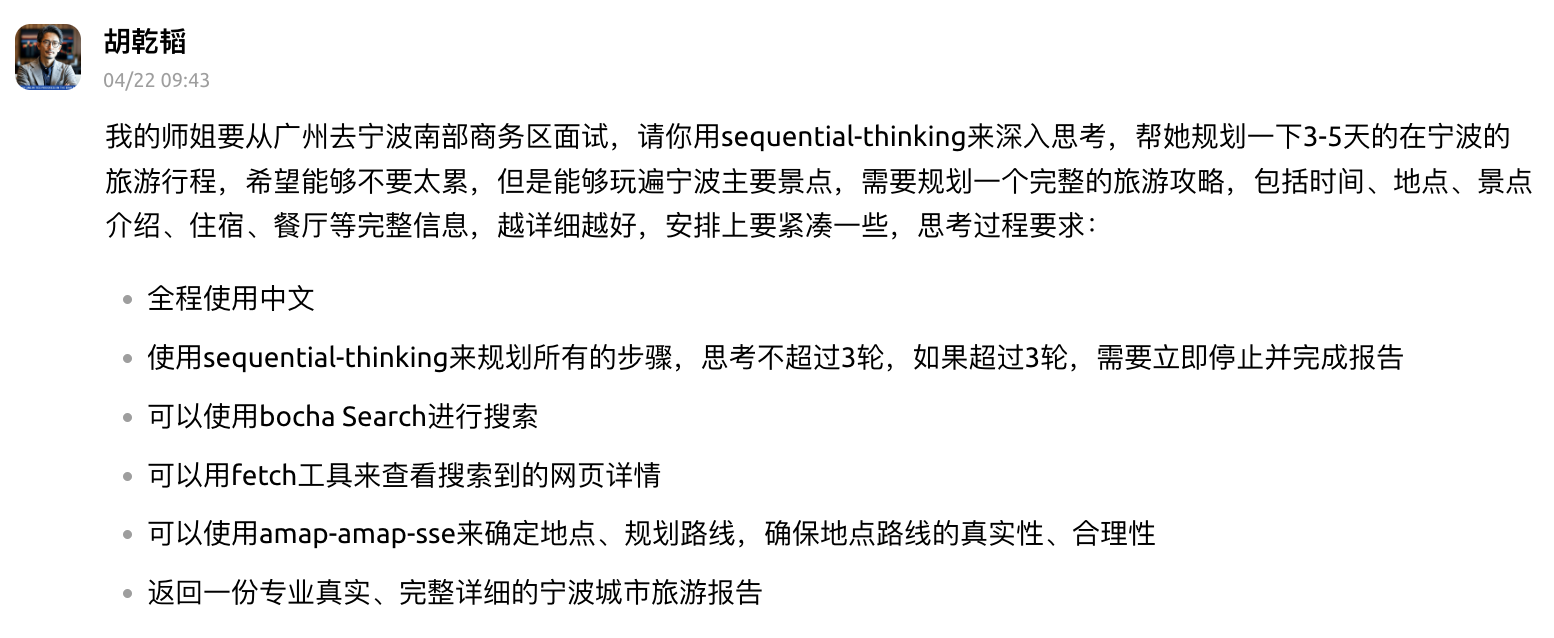 胡乾韬
04/22 09:43
我的师姐要从广州去宁波南部商务区面试，请你用sequential-thinking来深入思考，帮她规划一下3-5天的在宁波的
旅游行程，希望能够不要太累，但是能够玩遍宁波主要景点，需要规划一个完整的旅游攻略，包括时间、地点、景点
介绍、住宿、餐厅等完整信息，越详细越好，安排上要紧凑一些，思考过程要求：
全程使用中文
使用sequential-thinking来规划所有的步骤，思考不超过3轮，如果超过3轮，需要立即停止并完成报告
可以使用bocha Search进行搜索
可以用fetch工具来查看搜索到的网页详情
可以使用amap-amap-sse来确定地点、规划路线，确保地点路线的真实性、合理性
返回一份专业真实、完整详细的宁波城市旅游报告